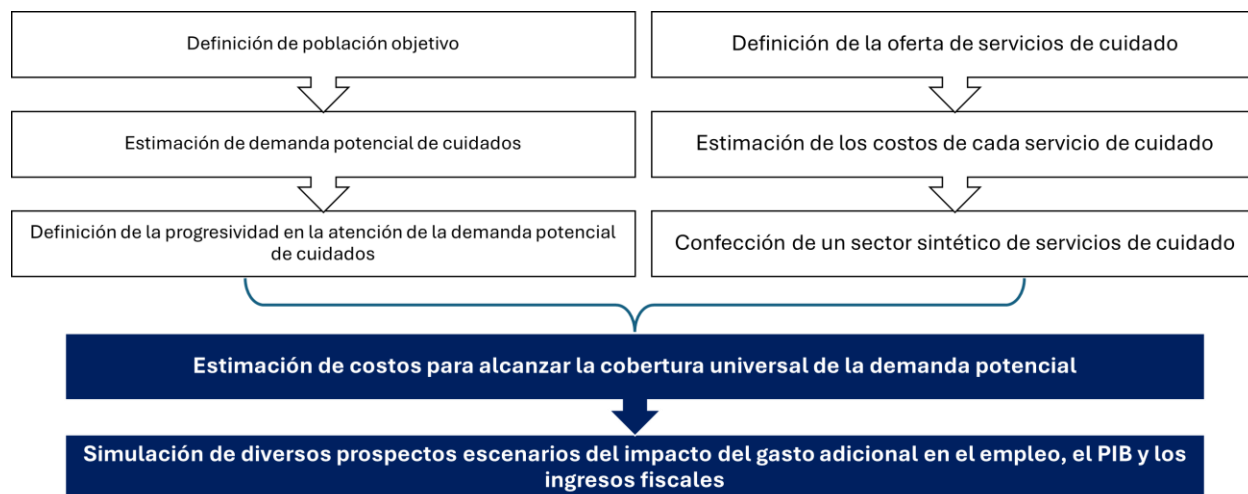 Definición de población objetivo
Estimación de demanda potencial de cuidados
Definición de la progresividad en la atención de la demanda potencial
de cuidados
Definición de la oferta de servicios de cuidado
Estimación de los costos de cada servicio de cuidado
Confección de un sector sintético de servicios de cuidado
Estimación de costos para alcanzar la cobertura universal de la demanda potencial
Simulación de diversos prospectos escenarios del impacto del gasto adicional en el empleo, el PIB y los
ingresos fiscales